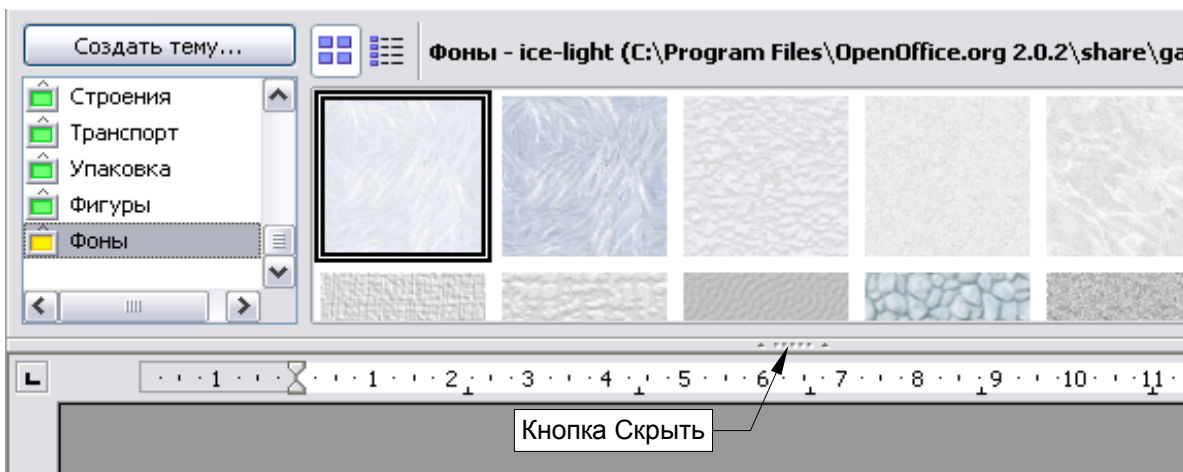 Создать тему...
Фоны - ice-light (C:\Program Files\OpenOffice.org 2.0.2\share\ga
Строения
Транспорт
Упаковка
Фигуры
Фоны
1 1 2 3 4 5 6 7 8 9 10 11
Кнопка Скрыть